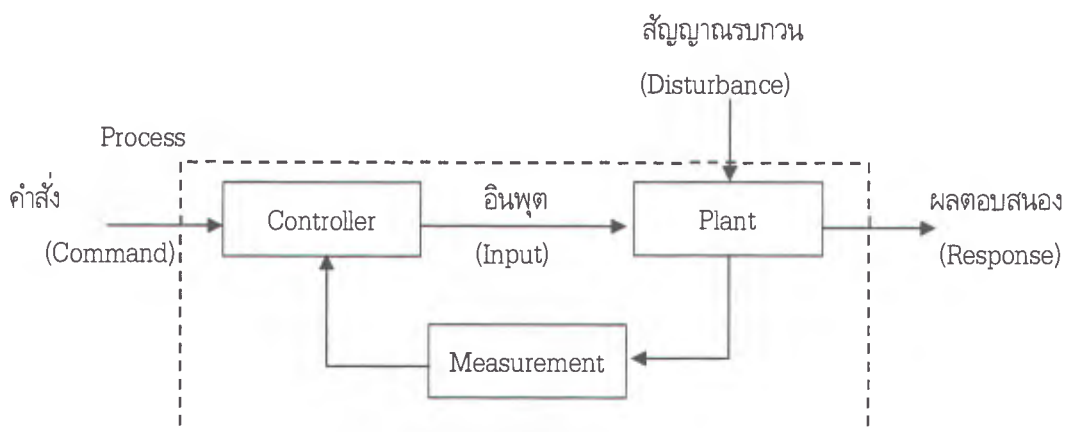 สัญญาณรบกวน
(Disturbance)
Process
คำสั่ง
(Command)
Controller
อินพุต
(Input)
Plant
ผลตอบสนอง
(Response)
Measurement